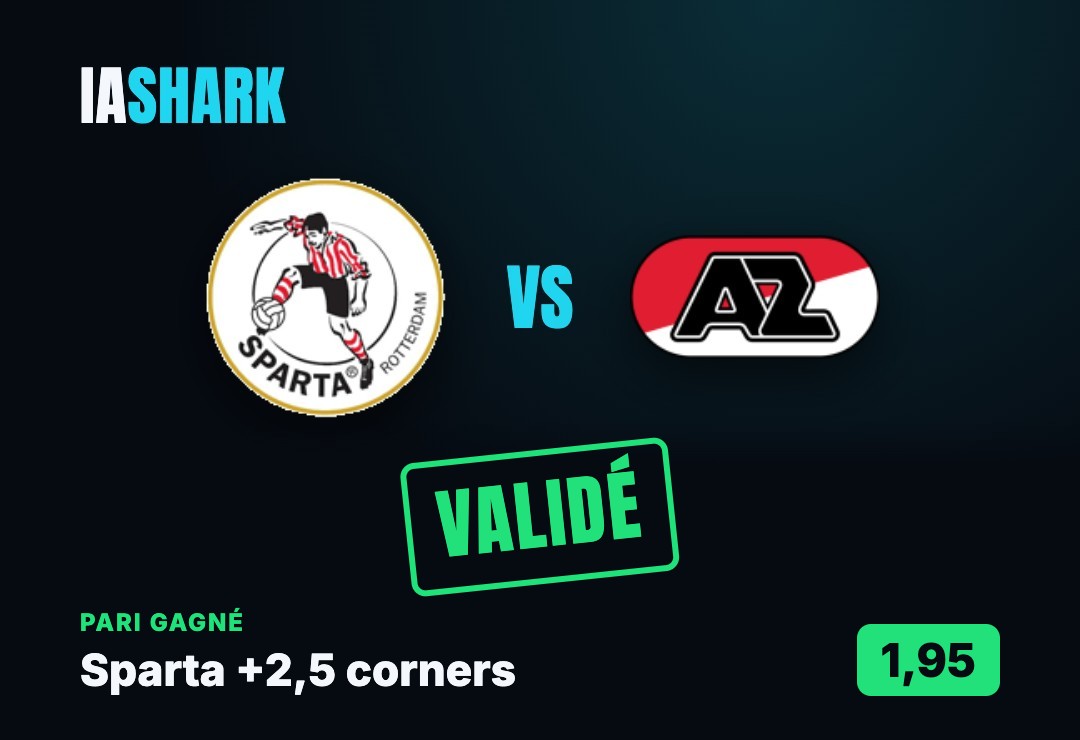 IASHARK
SPARTA®
ROTTERDAM
VS
AZ
VALIDÉ
PARI GAGNÉ
Sparta +2,5 corners
1,95